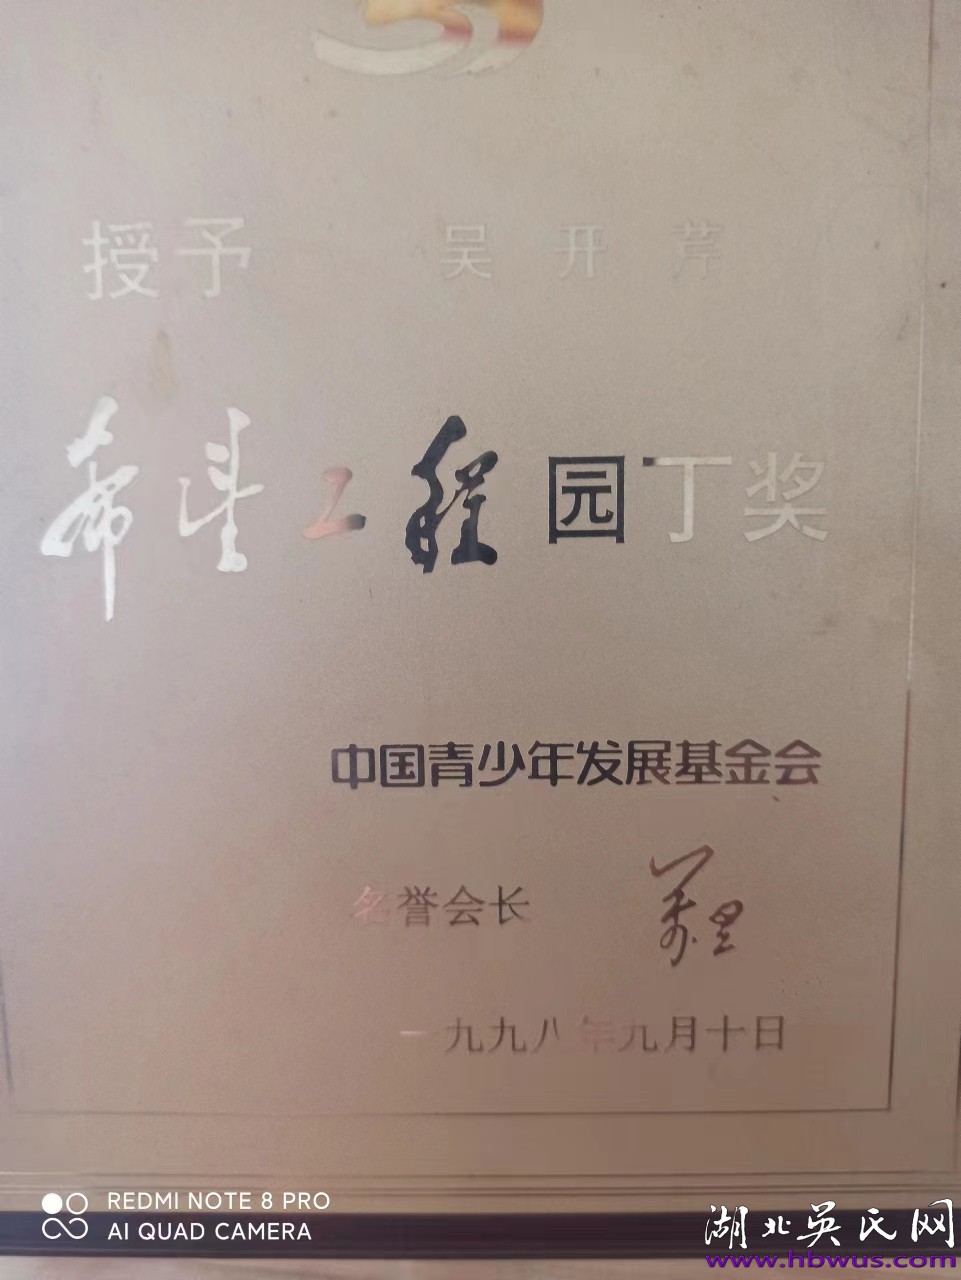 授予 吴开芹
希望工程园丁奖
中国青少年发展基金会
名誉会长 万里
一九九八年九月十日
REDMI NOTE 8 PRO
AI QUAD CAMERA
湖北吴氏网
www.hbwus.com